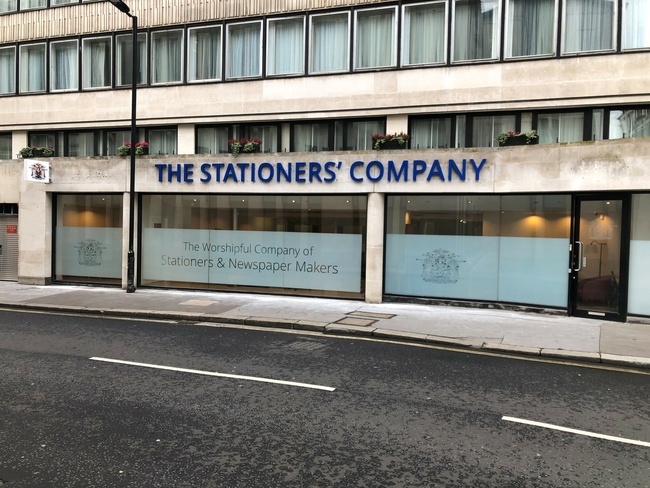 THE STATIONERS' COMPANY
The Worshipful Company of
Stationers & Newspaper Makers